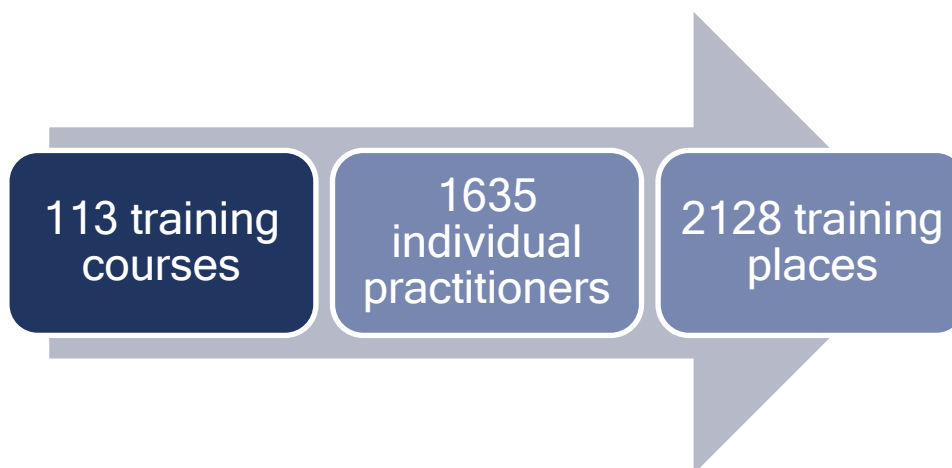 113 training
courses
1635
individual
practitioners
2128 training
places